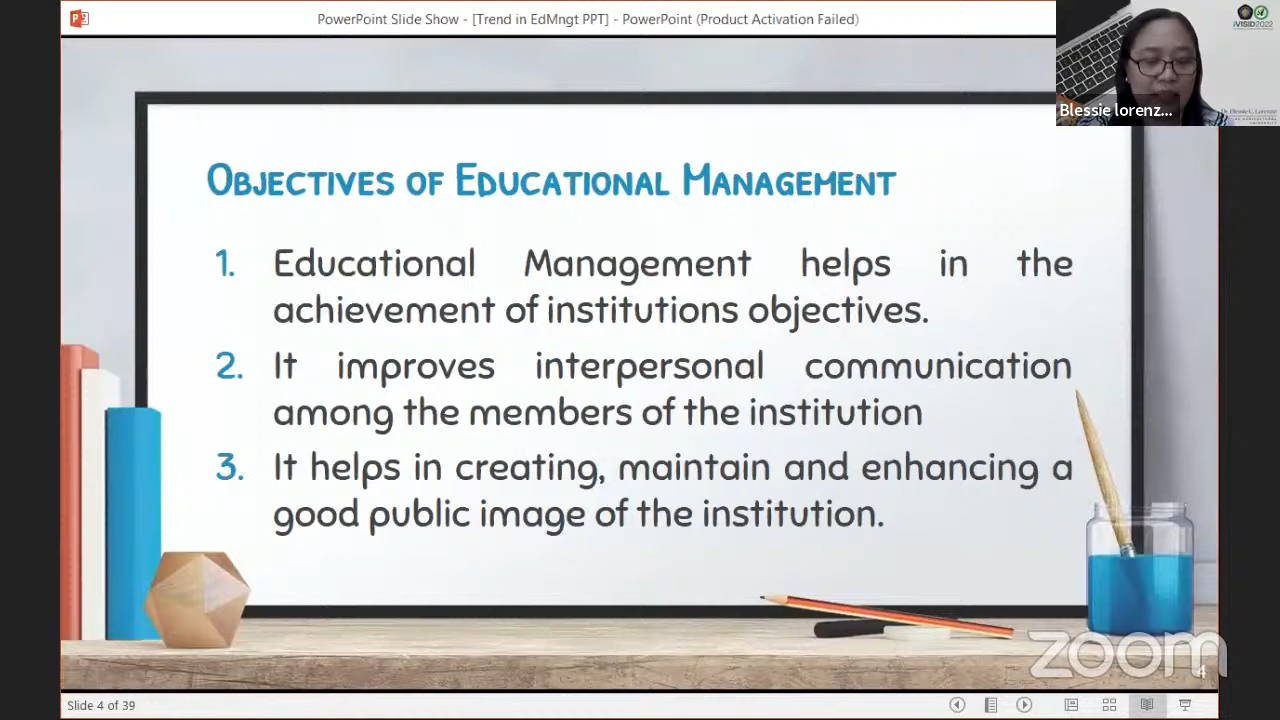 PowerPoint Slide Show - [Trend in EdMngt PPT] - PowerPoint (Product Activation Failed)
iVISID2022
Blessie lorenz...
OBJECTIVES OF EDUCATIONAL MANAGEMENT
1. Educational Management helps in the
achievement of institutions objectives.
2. It improves interpersonal communication
among the members of the institution
3. It helps in creating, maintain and enhancing a
good public image of the institution.
zoom
4
Slide 4 of 39